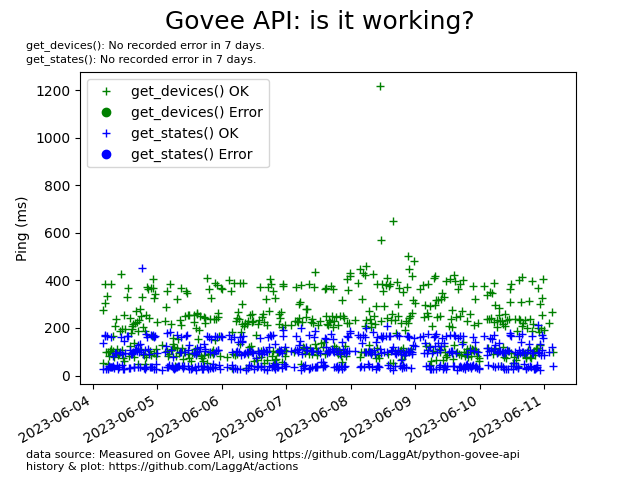 Govee API: is it working?
get_devices(): No recorded error in 7 days.
get_states(): No recorded error in 7 days.
get_devices() OK
get_devices() Error
get_states() OK
get_states() Error
Ping (ms)
1200
1000
800
600
400
200
0
2023-06-04
2023-06-05
2023-06-06
2023-06-07
2023-06-08
2023-06-09
2023-06-10
2023-06-11
data source: Measured on Govee API, using https://github.com/LaggAt/python-govee-api
history & plot: https://github.com/LaggAt/actions